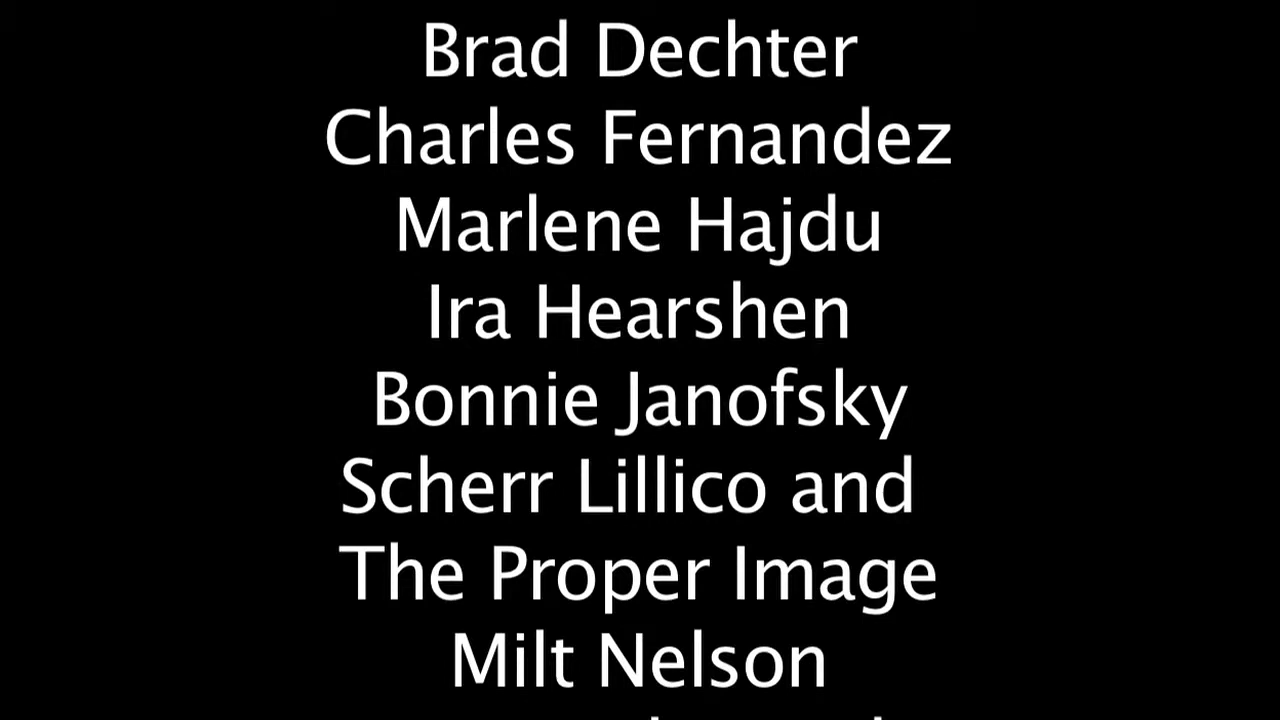 Brad Dechter
Charles Fernandez
Marlene Hajdu
Ira Hearshen
Bonnie Janofsky
Scherr Lillico and
The Proper Image
Milt Nelson